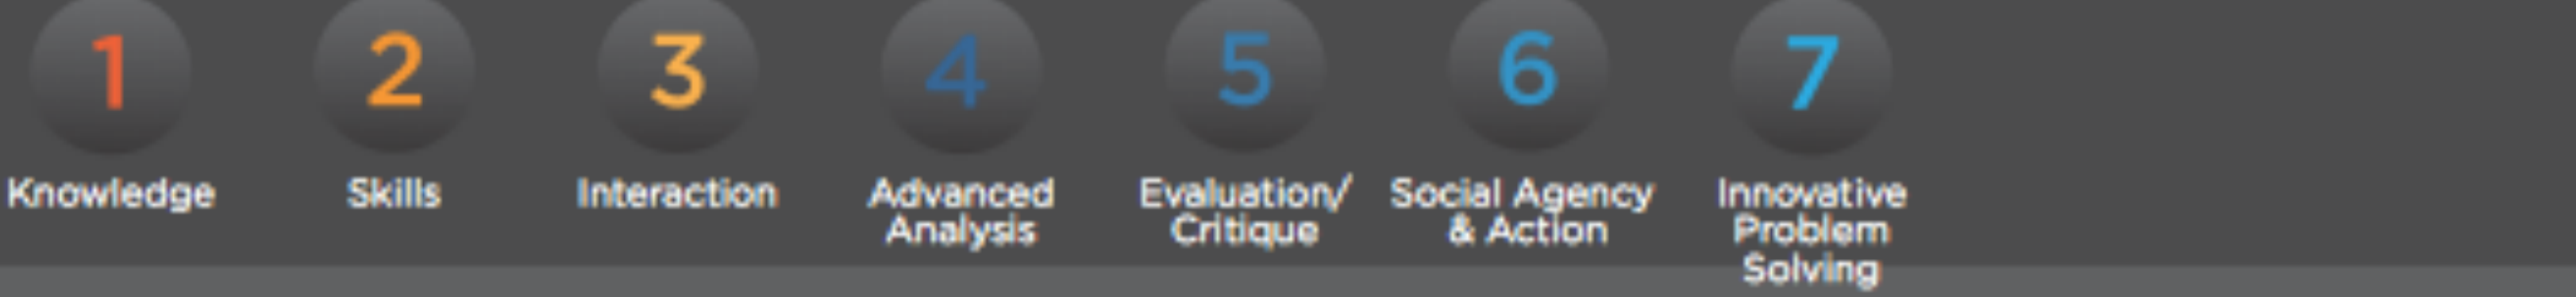 1 2 3 4 5 6 7
Knowledge Skills Interaction Advanced Evaluation/ Social Agency Innovative
Analysis Critique & Action Problem
Solving